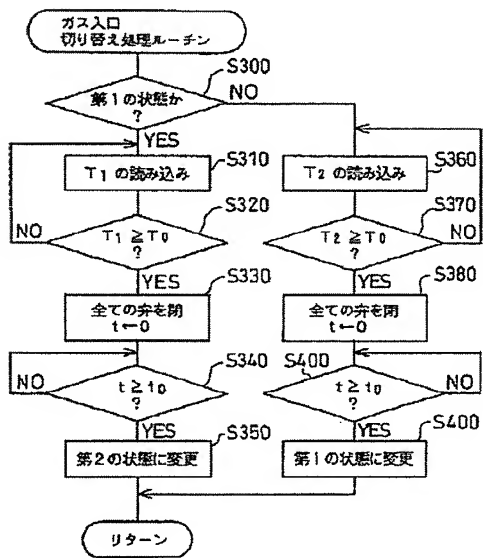 ガス入口
切り替え処理ルーチン
S300
第1の状態か
?
NO
YES
S310
T1 の読み込み
S320
T1 ≧ T0
?
NO
YES
S330
全ての弁を閉
t←0
S340
t ≧ t0
?
NO
YES
S350
第2の状態に変更
S360
T2 の読み込み
S370
T2 ≧ T0
?
NO
YES
S380
全ての弁を閉
t←0
S400
t ≧ t0
?
NO
YES
S400
第1の状態に変更
リターン